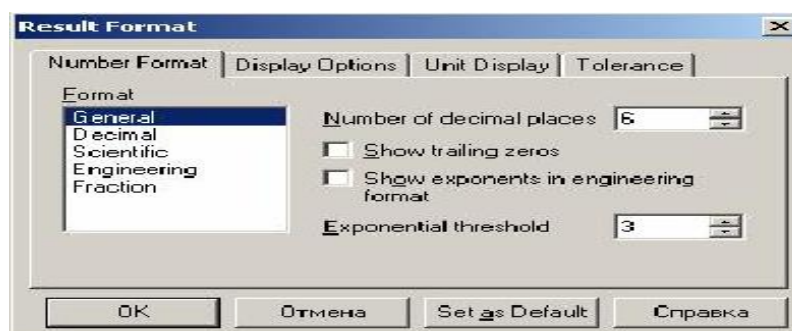 Result Format
Number Format Display Options Unit Display Tolerance
Format
General
Decimal
Scientific
Engineering
Fraction
Number of decimal places 6
Show trailing zeros
Show exponents in engineering
format
Exponential threshold 3
OK Отмена Set as Default Справка